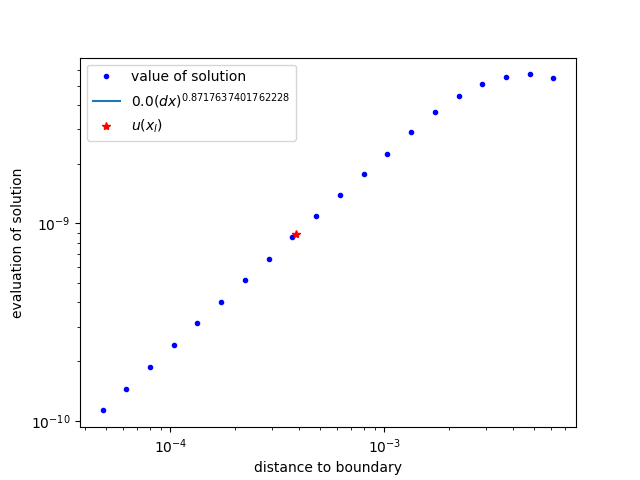 value of solution
0.0(dx)^0.8717637401762228
u(x_l)
evaluation of solution
10^-9
10^-10
10^-4
10^-3
distance to boundary